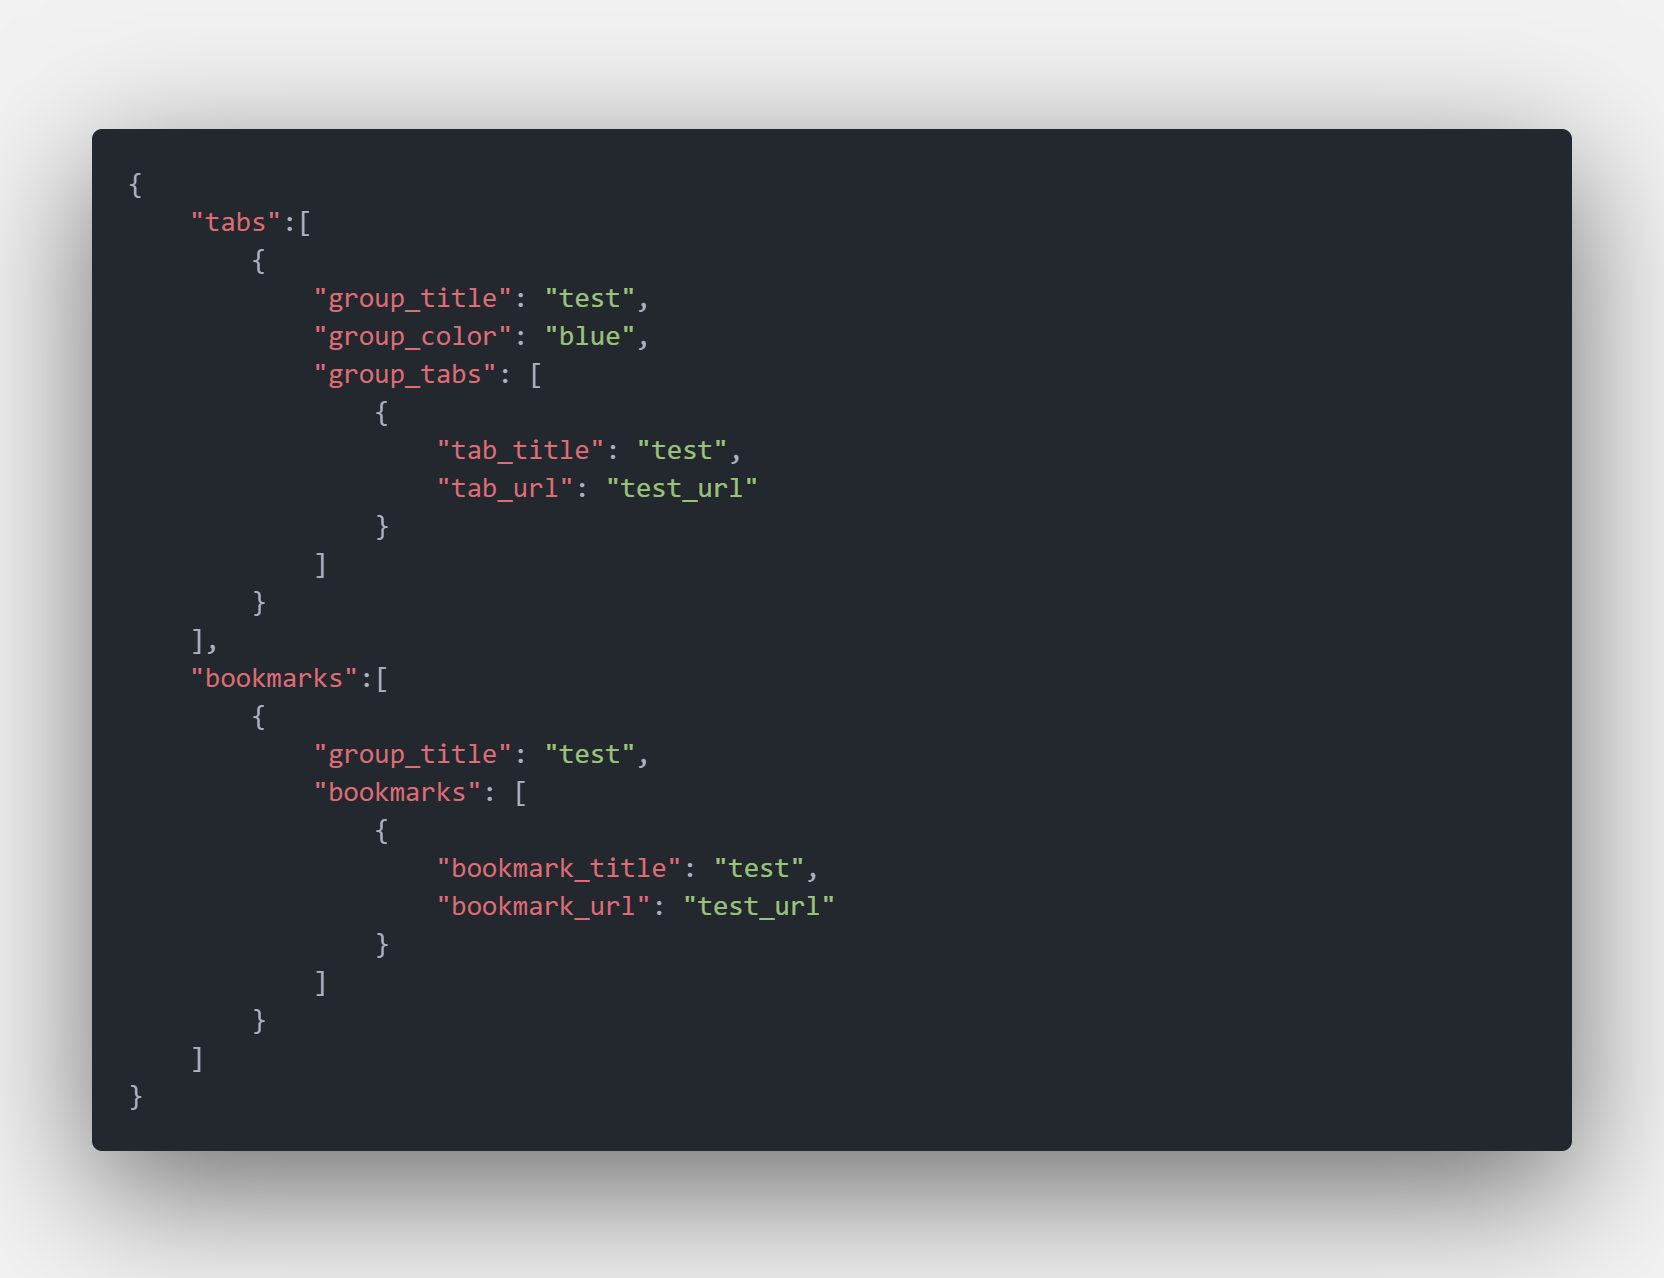 {
    "tabs":[
        {
            "group_title": "test",
            "group_color": "blue",
            "group_tabs": [
                {
                    "tab_title": "test",
                    "tab_url": "test_url"
                }
            ]
        }
    ],
    "bookmarks":[
        {
            "group_title": "test",
            "bookmarks": [
                {
                    "bookmark_title": "test",
                    "bookmark_url": "test_url"
                }
            ]
        }
    ]
}